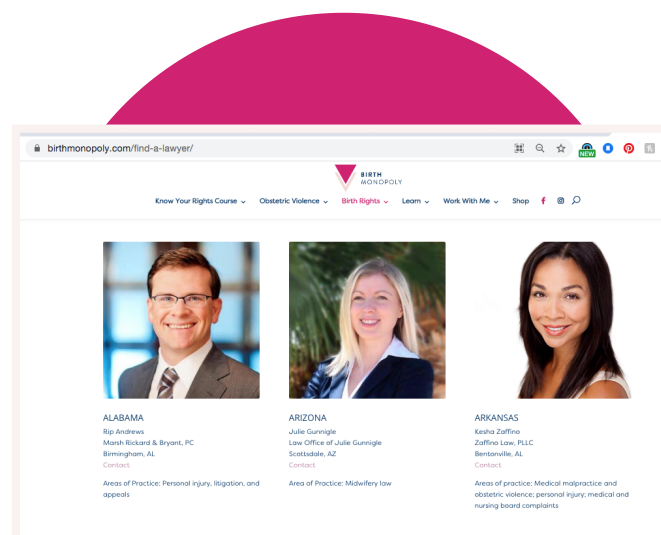 birthmonopoly.com/find-a-lawyer/
NEW
BIRTH
MONOPOLY
Know Your Rights Course Obstetric Violence Birth Rights Learn Work With Me Shop
ALABAMA
Rip Andrews
Marsh Rickard & Bryant, PC
Birmingham, AL
Contact
Areas of Practice: Personal injury, litigation, and
appeals
ARIZONA
Julie Gunnigle
Law Office of Julie Gunnigle
Scottsdale, AZ
Contact
Area of Practice: Midwifery law
ARKANSAS
Kesha Zaffino
Zaffino Law, PLLC
Bentonville, AL
Contact
Areas of practice: Medical malpractice and
obstetric violence; personal injury; medical and
nursing board complaints